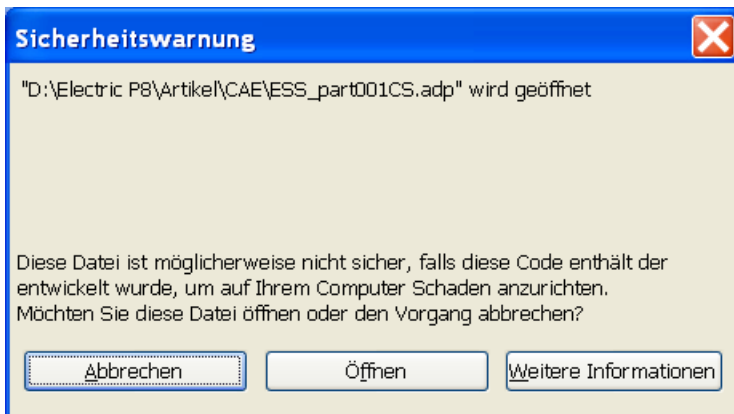 Sicherheitswarnung
"D:\Electric P8\Artikel\CAE\ESS_part001CS.adp" wird geöffnet
Diese Datei ist möglicherweise nicht sicher, falls diese Code enthält der
entwickelt wurde, um auf Ihrem Computer Schaden anzurichten.
Möchten Sie diese Datei öffnen oder den Vorgang abbrechen?
Abbrechen Öffnen Weitere Informationen